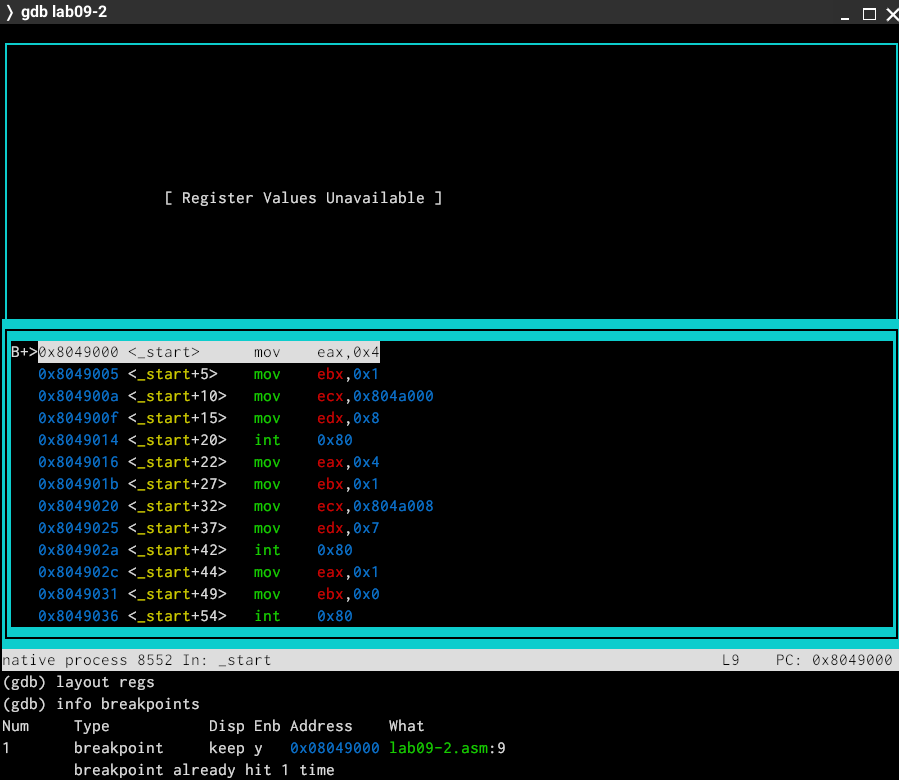 ❯ gdb lab09-2
[ Register Values Unavailable ]
B+>0x8049000 <_start>      mov    eax,0x4
0x8049005 <_start+5>    mov    ebx,0x1
0x804900a <_start+10>   mov    ecx,0x804a000
0x804900f <_start+15>   mov    edx,0x8
0x8049014 <_start+20>   int    0x80
0x8049016 <_start+22>   mov    eax,0x4
0x804901b <_start+27>   mov    ebx,0x1
0x8049020 <_start+32>   mov    ecx,0x804a008
0x8049025 <_start+37>   mov    edx,0x7
0x804902a <_start+42>   int    0x80
0x804902c <_start+44>   mov    eax,0x1
0x8049031 <_start+49>   mov    ebx,0x0
0x8049036 <_start+54>   int    0x80
native process 8552 In: _start L9 PC: 0x8049000
(gdb) layout regs
(gdb) info breakpoints
Num     Type           Disp Enb Address    What
1       breakpoint     keep y   0x08049000 lab09-2.asm:9
breakpoint already hit 1 time